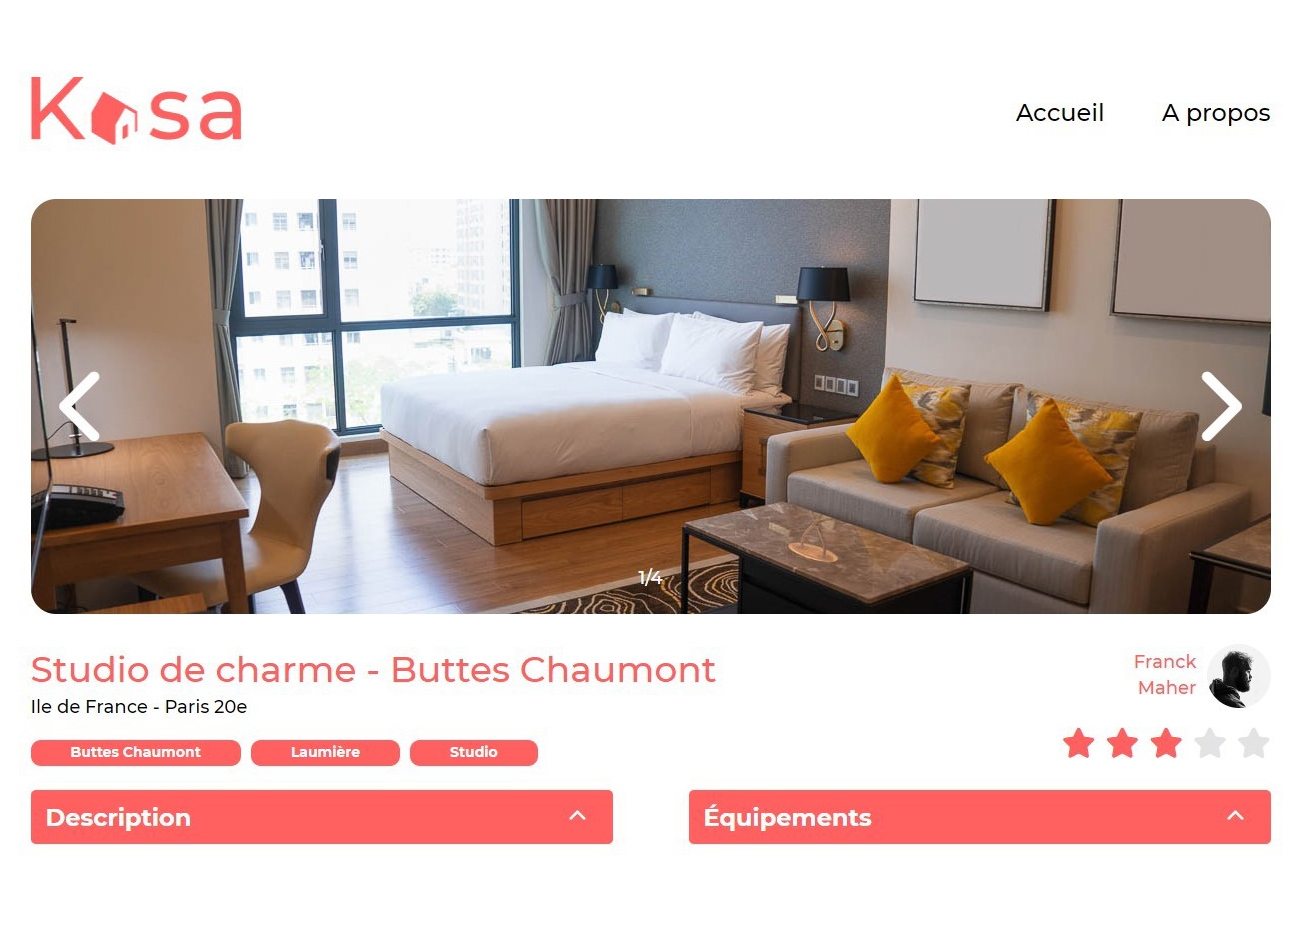 Kasa
Accueil
A propos
1/4
Studio de charme - Buttes Chaumont
Ile de France - Paris 20e
Franck
Maher
Buttes Chaumont
Laumière
Studio
Description
Équipements